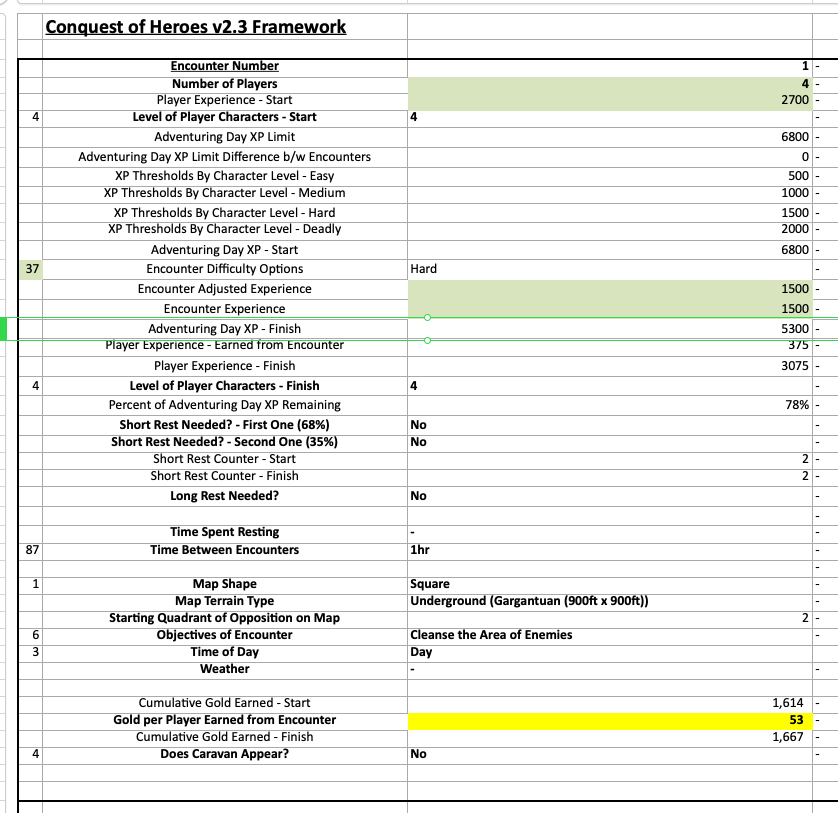 Conquest of Heroes v2.3 Framework
Encounter Number 1 -
Number of Players 4 -
Player Experience - Start 2700 -
4 Level of Player Characters - Start 4 -
Adventuring Day XP Limit 6800 -
Adventuring Day XP Limit Difference b/w Encounters 0 -
XP Thresholds By Character Level - Easy 500 -
XP Thresholds By Character Level - Medium 1000 -
XP Thresholds By Character Level - Hard 1500 -
XP Thresholds By Character Level - Deadly 2000 -
Adventuring Day XP - Start 6800 -
37 Encounter Difficulty Options Hard -
Encounter Adjusted Experience 1500 -
Encounter Experience 1500 -
Adventuring Day XP - Finish 5300 -
Player Experience - Earned from Encounter 375 -
Player Experience - Finish 3075 -
4 Level of Player Characters - Finish 4 -
Percent of Adventuring Day XP Remaining 78% -
Short Rest Needed? - First One (68%) No -
Short Rest Needed? - Second One (35%) No -
Short Rest Counter - Start 2 -
Short Rest Counter - Finish 2 -
Long Rest Needed? No -
-
Time Spent Resting - -
87 Time Between Encounters 1hr -
-
1 Map Shape Square -
Map Terrain Type Underground (Gargantuan (900ft x 900ft)) -
Starting Quadrant of Opposition on Map 2 -
6 Objectives of Encounter Cleanse the Area of Enemies -
3 Time of Day Day -
Weather - -
Cumulative Gold Earned - Start 1,614 -
Gold per Player Earned from Encounter 53 -
Cumulative Gold Earned - Finish 1,667 -
4 Does Caravan Appear? No -